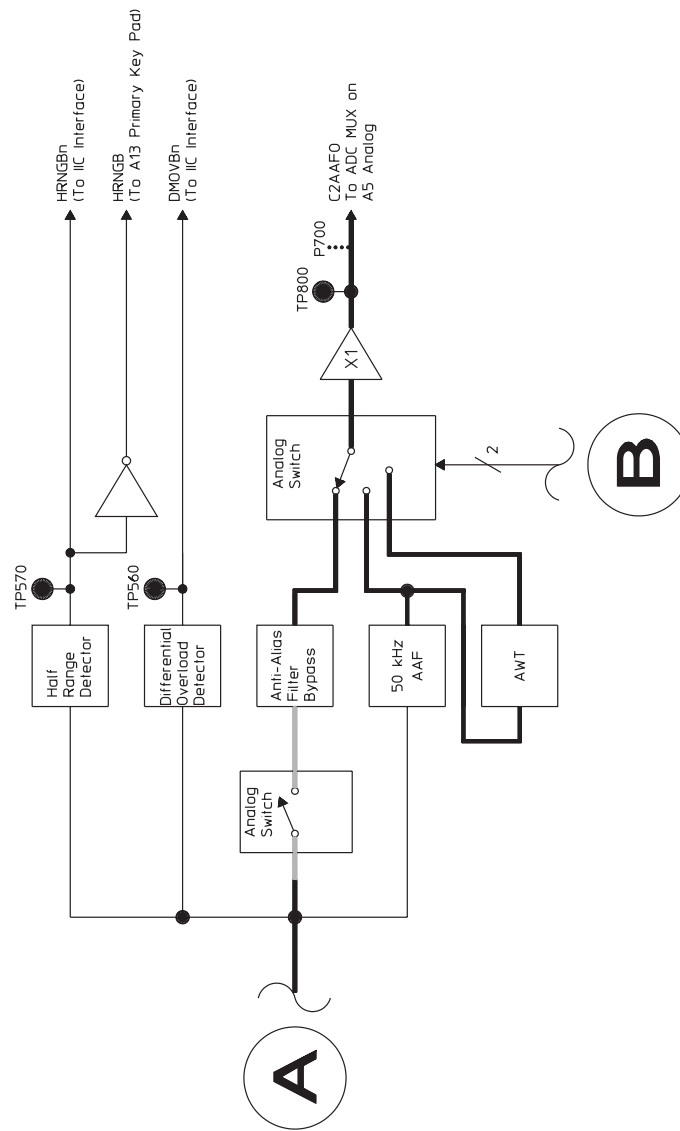 HRNGBn
(To IIC Interface)
HRNGB
(To A13 Primary Key Pad)
DMOVBn
(To IIC Interface)
TP570
TP560
Half
Range
Detector
Differential
Overload
Detector
C2AAFO
To ADC MUX on
A5 Analog
P700
TP800
X1
Analog
Switch
Anti-Alias
Filter
Bypass
50 kHz
AAF
AWT
Analog
Switch
2
A
B